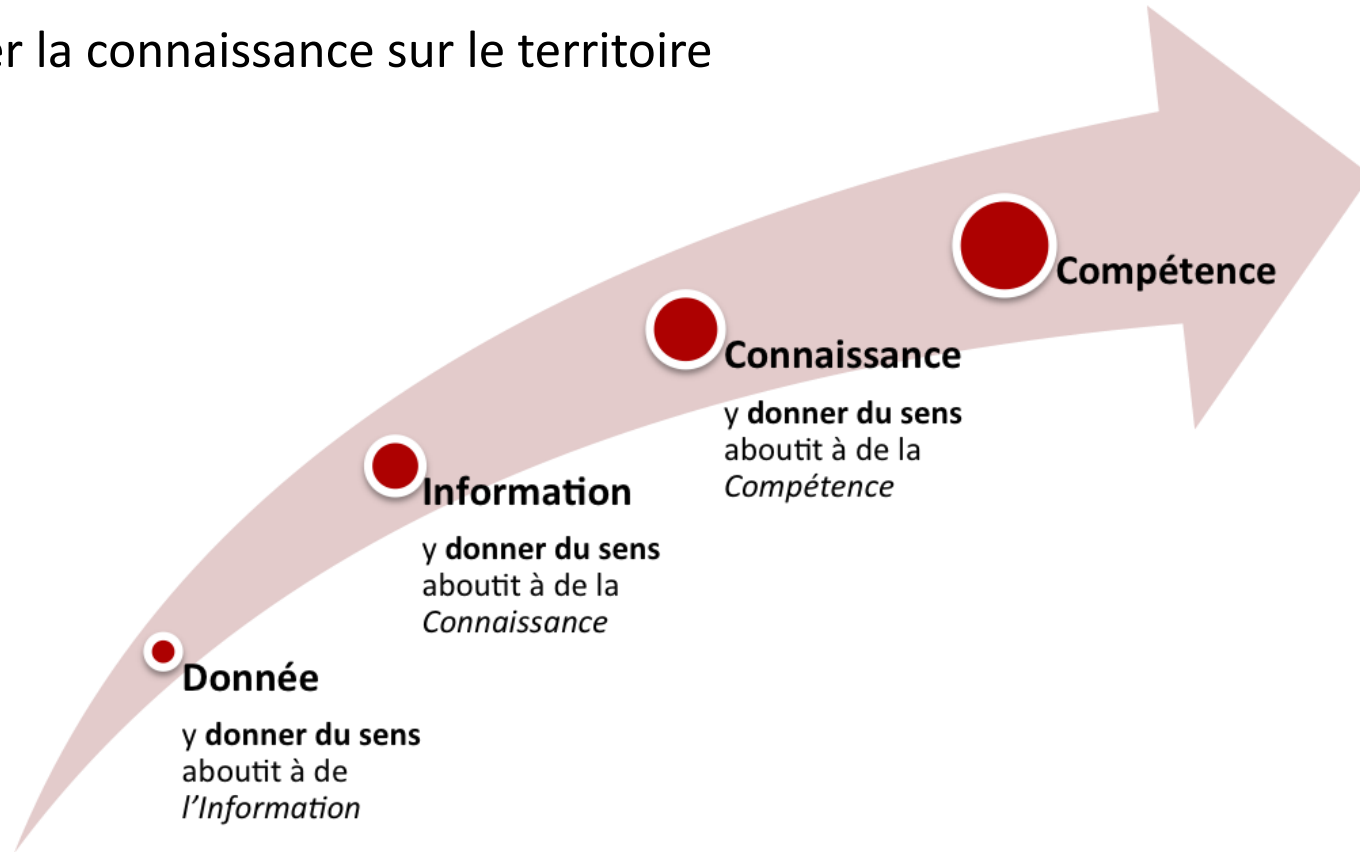 er la connaissance sur le territoire
Compétence
Connaissance
y donner du sens
aboutit à de la
Compétence
Information
y donner du sens
aboutit à de la
Connaissance
Donnée
y donner du sens
aboutit à de
l’Information